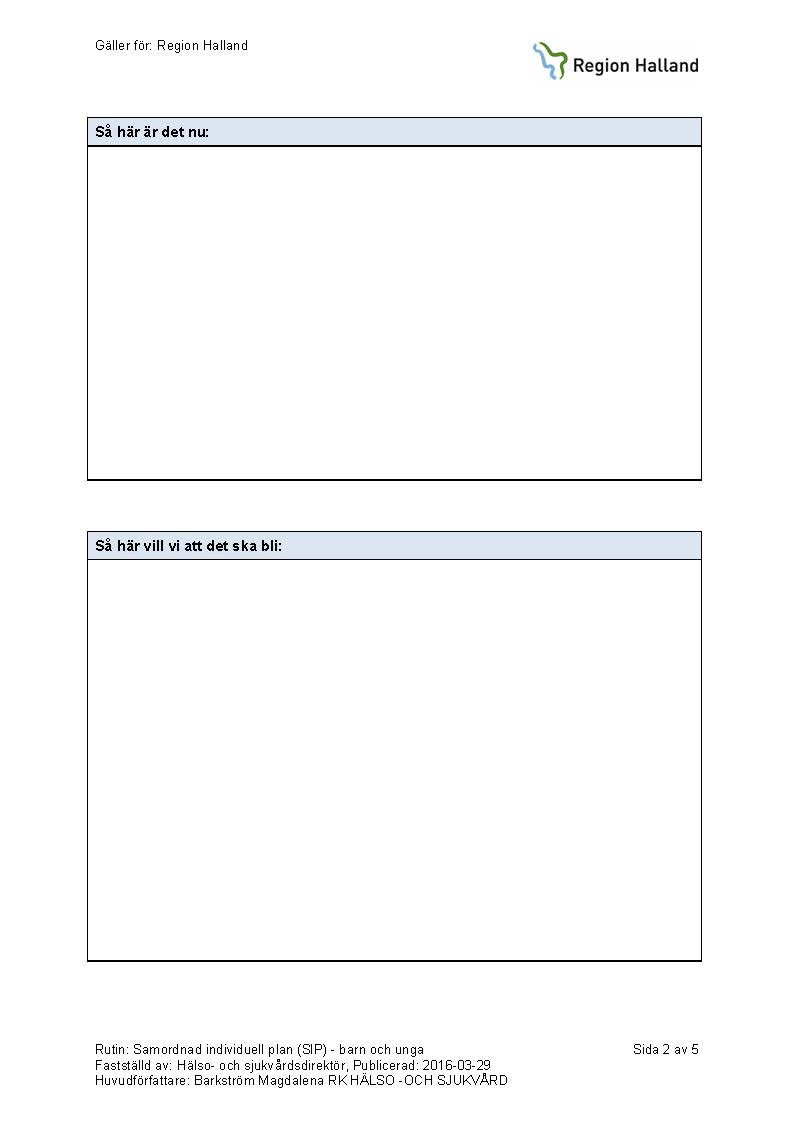 Gäller för: Region Halland
Region Halland
Så här är det nu:
Så här vill vi att det ska bli:
Rutin: Samordnad individuell plan (SIP) - barn och unga
Sida 2 av 5
Fastställd av: Hälso- och sjukvårdsdirektör, Publicerad: 2016-03-29
Huvudförfattare: Barkström Magdalena RK HÄLSO -OCH SJUKVÅRD